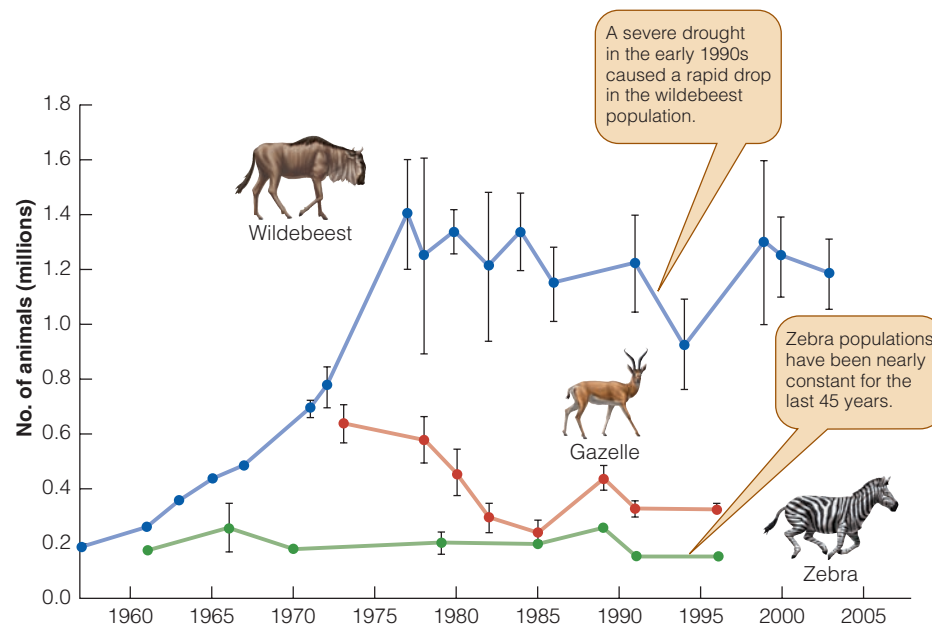 A severe drought
in the early 1990s
caused a rapid drop
in the wildebeest
population.
No. of animals (millions)
1.8
1.6
1.4
1.2
1.0
0.8
0.6
0.4
0.2
0.0
Wildebeest
Gazelle
Zebra populations
have been nearly
constant for the
last 45 years.
Zebra
1960
1965
1970
1975
1980
1985
1990
1995
2000
2005